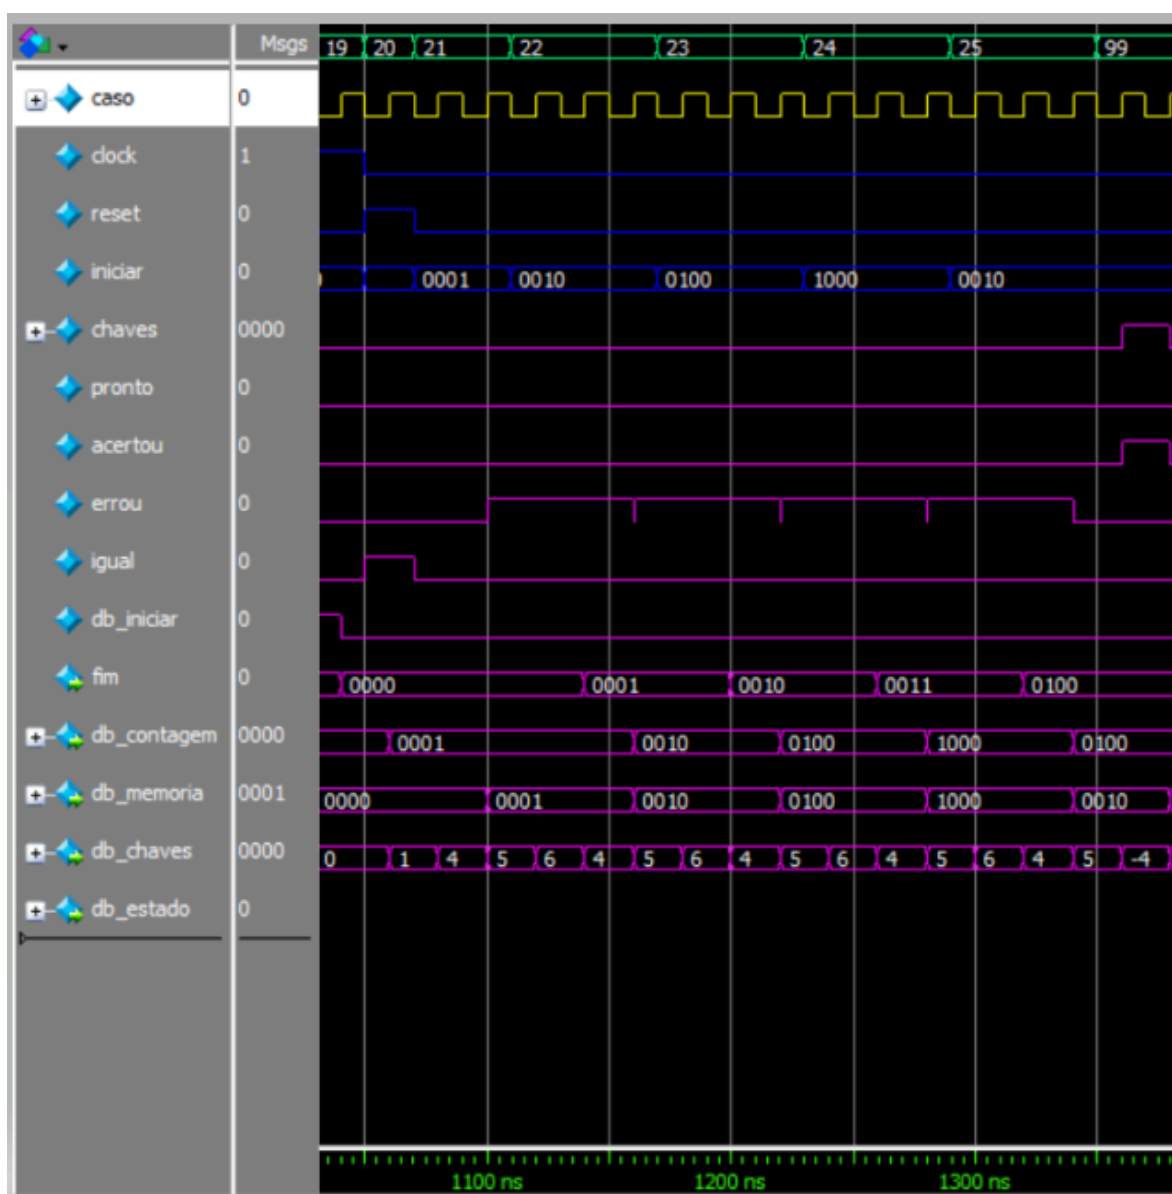 Msgs 19 20 21 22 23 24 25 99
caso 0
clock 1
reset 0
iniciar 0 0001 0010 0100 1000 0010
chaves 0000
pronto 0
acertou 0
errou 0
igual 0
db_iniciar 0
fim 0 0000 0001 0010 0011 0100
db_contagem 0000 0001 0010 0100 1000 0100
db_memoria 0001 0000 0001 0010 0100 1000 0010
db_chaves 0000 0 1 4 5 6 4 5 6 4 5 6 4 5 6 4 5 -4
db_estado 0
1100 ns 1200 ns 1300 ns